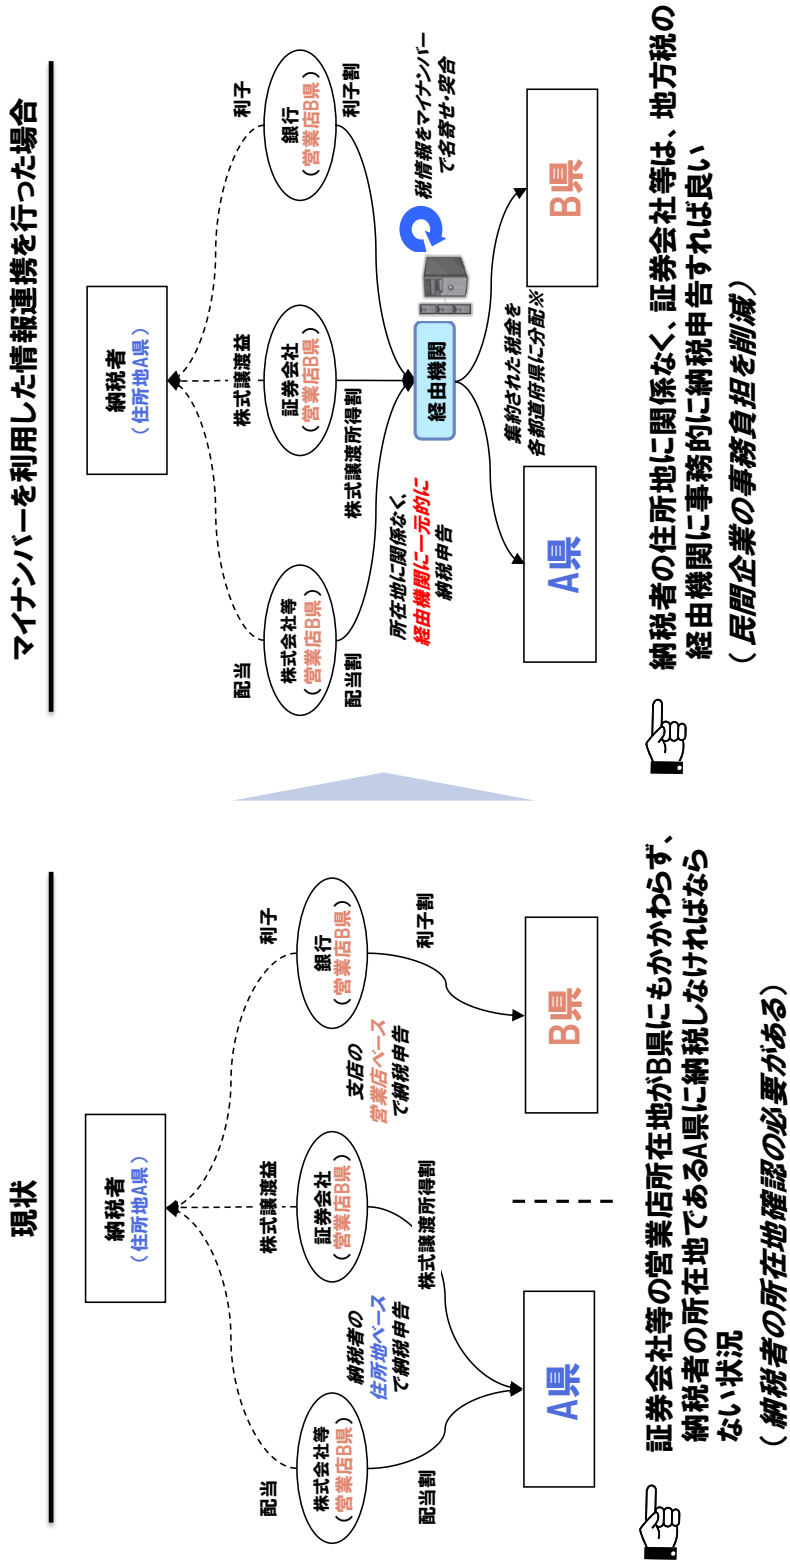 現状
納税者
（住所地A県）
配当
株式譲渡益
利子
株式会社等
（営業店B県）
証券会社
（営業店B県）
銀行
（営業店B県）
納税者の
住所地ベース
で納税申告
支店の
営業店ベース
で納税申告
配当割
株式譲渡所得割
利子割
A県
B県
証券会社等の営業店所在地がB県にもかかわらず、
納税者の所在地であるA県に納税しなければなら
ない状況
（納税者の所在地確認の必要がある）
マイナンバーを利用した情報連携を行った場合
納税者
（住所地A県）
配当
株式譲渡益
利子
株式会社等
（営業店B県）
証券会社
（営業店B県）
銀行
（営業店B県）
配当割
株式譲渡所得割
利子割
所在地に関係なく、
経由機関に一元的に
納税申告
経由機関
税情報をマイナンバー
で名寄せ・突合
集約された税金を
各都道府県に分配※
A県
B県
納税者の住所地に関係なく、証券会社等は、地方税の
経由機関に事務的に納税申告すれば良い
（民間企業の事務負担を削減）